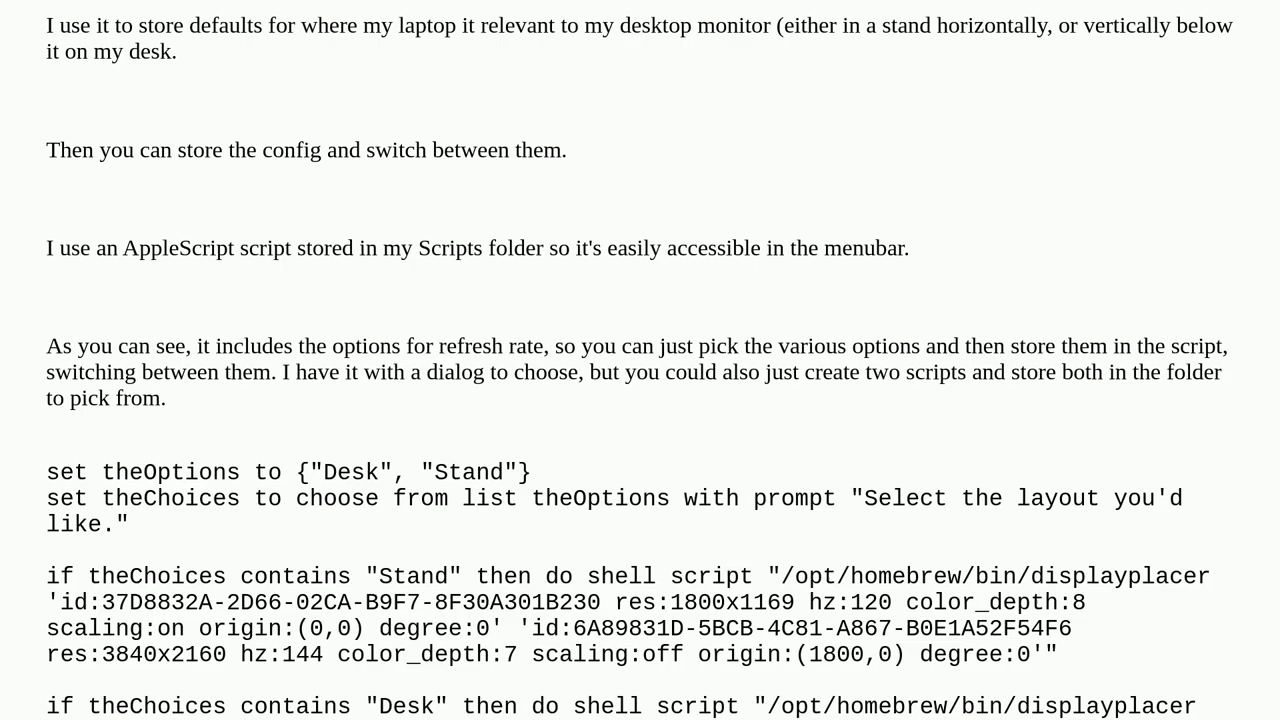 I use it to store defaults for where my laptop it relevant to my desktop monitor (either in a stand horizontally, or vertically below
it on my desk.
Then you can store the config and switch between them.
I use an AppleScript script stored in my Scripts folder so it's easily accessible in the menubar.
As you can see, it includes the options for refresh rate, so you can just pick the various options and then store them in the script,
switching between them. I have it with a dialog to choose, but you could also just create two scripts and store both in the folder
to pick from.
set theOptions to {"Desk", "Stand"}
set theChoices to choose from list theOptions with prompt "Select the layout you'd
like."
if theChoices contains "Stand" then do shell script "/opt/homebrew/bin/displayplacer
'id:37D8832A-2D66-02CA-B9F7-8F30A301B230 res:1800x1169 hz:120 color_depth:8
scaling:on origin:(0,0) degree:0' 'id:6A89831D-5BCB-4C81-A867-B0E1A52F54F6
res:3840x2160 hz:144 color_depth:7 scaling:off origin:(1800,0) degree:0'"
if theChoices contains "Desk" then do shell script "/opt/homebrew/bin/displayplacer